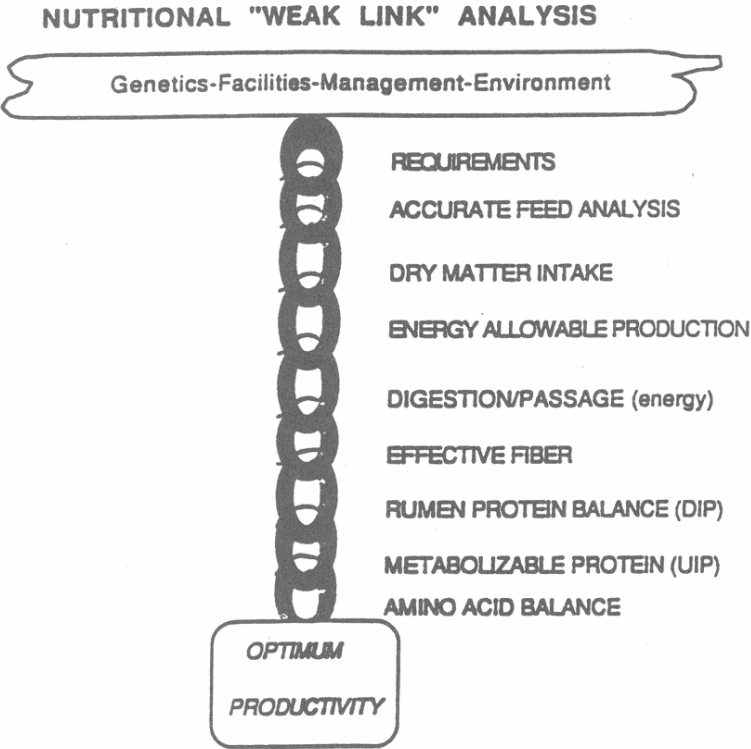 NUTRITIONAL "WEAK LINK" ANALYSIS
Genetics-Facilities-Management-Environment
REQUIREMENTS
ACCURATE FEED ANALYSIS
DRY MATTER INTAKE
ENERGY ALLOWABLE PRODUCTION
DIGESTION/PASSAGE (energy)
EFFECTIVE FIBER
RUMEN PROTEIN BALANCE (DIP)
METABOLIZABLE PROTEIN (UIP)
AMINO ACID BALANCE
OPTIMUM
PRODUCTIVITY